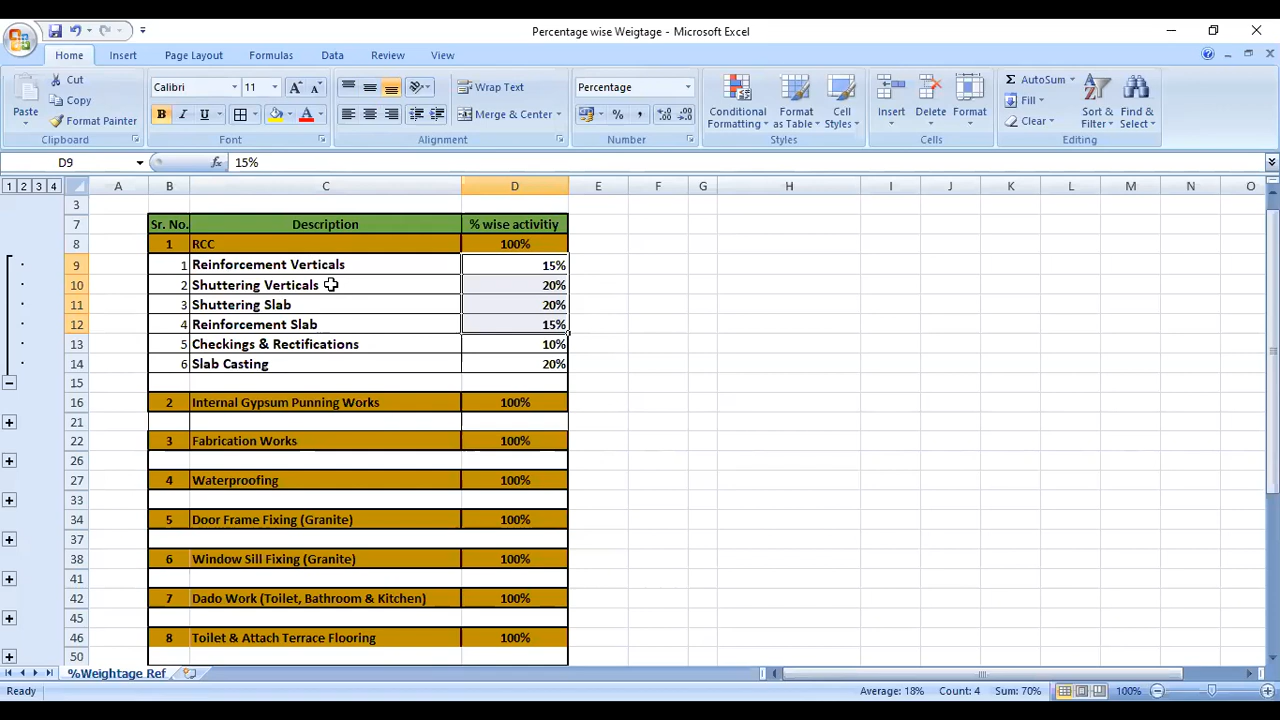 Percentage wise Weigtage - Microsoft Excel
Home Insert Page Layout Formulas Data Review View
Cut
Copy
Format Painter
Paste
Clipboard
Calibri 11
B I U A A A
Font
Wrap Text
Merge & Center
Alignment
Percentage
% ,
Number
Conditional Formatting
Format as Table
Cell Styles
Styles
Insert Delete Format
Cells
AutoSum
Fill
Clear
Sort & Filter
Find & Select
Editing
D9 fx 15%
1 2 3 4 A B C D E F G H I J K L M N O
3
7 Sr. No. Description % wise activitiy
8 1 RCC 100%
9 1 Reinforcement Verticals 15%
10 2 Shuttering Verticals 20%
11 3 Shuttering Slab 20%
12 4 Reinforcement Slab 15%
13 5 Checkings & Rectifications 10%
14 6 Slab Casting 20%
15
16 2 Internal Gypsum Punning Works 100%
21
22 3 Fabrication Works 100%
26
27 4 Waterproofing 100%
33
34 5 Door Frame Fixing (Granite) 100%
37
38 6 Window Sill Fixing (Granite) 100%
41
42 7 Dado Work (Toilet, Bathroom & Kitchen) 100%
45
46 8 Toilet & Attach Terrace Flooring 100%
50
%Weightage Ref
Ready Average: 18% Count: 4 Sum: 70% 100%